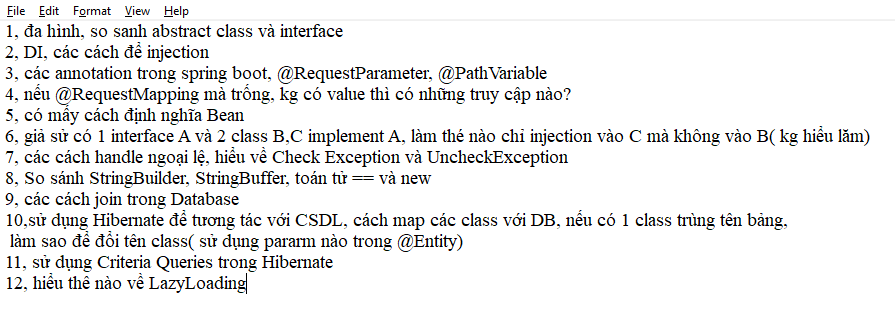 File Edit Format View Help
1, đa hình, so sanh abstract class và interface
2, DI, các cách để injection
3, các annotation trong spring boot, @RequestParameter, @PathVariable
4, nếu @RequestMapping mà trống, kg có value thì có những truy cập nào?
5, có mấy cách định nghĩa Bean
6, giả sử có 1 interface A và 2 class B,C implement A, làm thé nào chỉ injection vào C mà không vào B( kg hiểu lăm)
7, các cách handle ngoại lệ, hiểu về Check Exception và UncheckException
8, So sánh StringBuilder, StringBuffer, toán tử == và new
9, các cách join trong Database
10,sử dụng Hibernate để tương tác với CSDL, cách map các class với DB, nếu có 1 class trùng tên bảng,
làm sao để đổi tên class( sử dụng pararm nào trong @Entity)
11, sử dụng Criteria Queries trong Hibernate
12, hiểu thê nào về LazyLoading